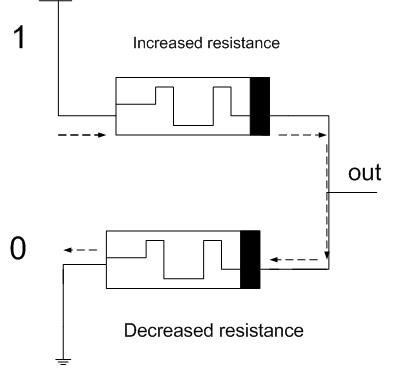 1
Increased resistance
out
0
Decreased resistance